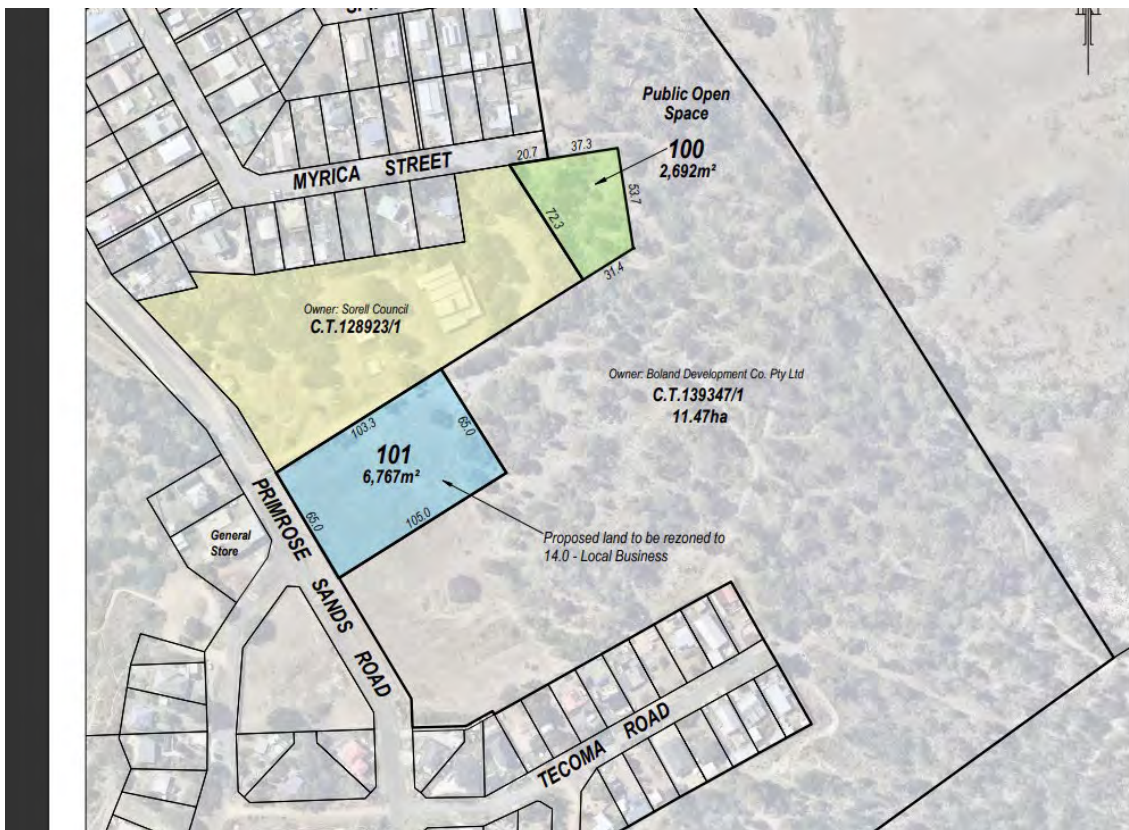 Public Open
Space
100
2,692m²
20.7
37.3
53.7
72.3
31.4
MYRICA STREET
Owner: Sorell Council
C.T.128923/1
Owner: Boland Development Co. Pty Ltd
C.T.139347/1
11.47ha
103.3
65.0
101
6,767m²
65.0
105.0
Proposed land to be rezoned to
14.0 - Local Business
General
Store
PRIMROSE SANDS ROAD
TECOMA ROAD